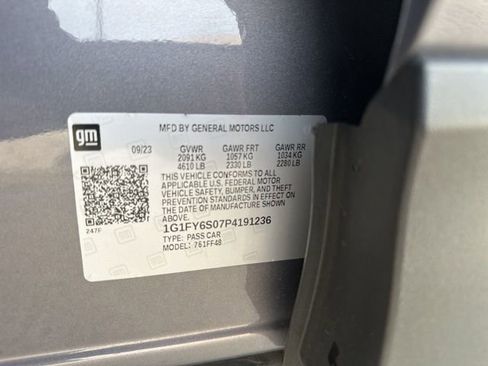 gm
MFD BY GENERAL MOTORS LLC
09/23 GVWR GAWR FRT GAWR RR
2091 KG 1057 KG 1034 KG
4610 LB 2330 LB 2280 LB
THIS VEHICLE CONFORMS TO ALL
APPLICABLE U.S. FEDERAL MOTOR
VEHICLE SAFETY, BUMPER, AND THEFT
PREVENTION STANDARDS IN EFFECT ON
THE DATE OF MANUFACTURE SHOWN
ABOVE.
247F
1G1FY6S07P4191236
TYPE: PASS CAR
MODEL: 761FF48